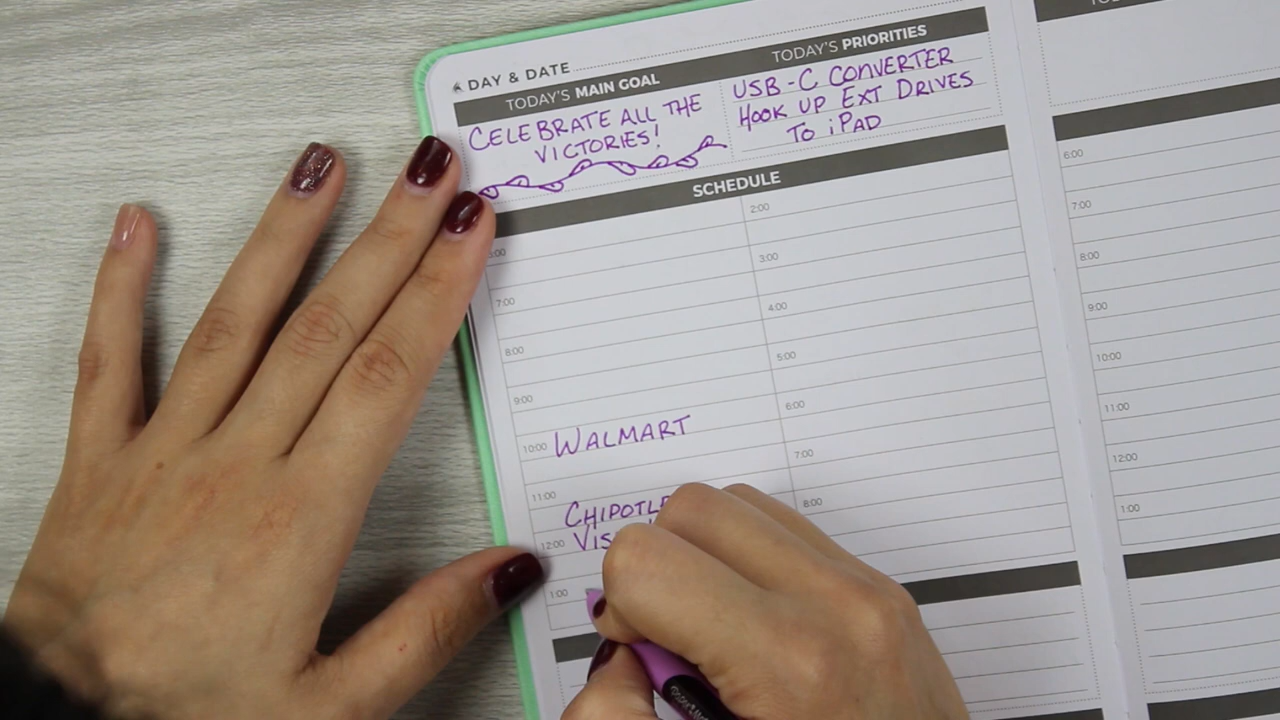 DAY & DATE
TODAY'S MAIN GOAL
TODAY'S PRIORITIES
CELEBRATE ALL THE
VICTORIES!
USB-C CONVERTER
HOOK UP EXT DRIVES
TO iPAD
SCHEDULE
7:00
8:00
9:00
10:00 WALMART
11:00
CHIPOTLE
12:00
1:00
2:00
3:00
4:00
5:00
6:00
7:00
8:00
6:00
7:00
8:00
9:00
10:00
11:00
12:00
1:00